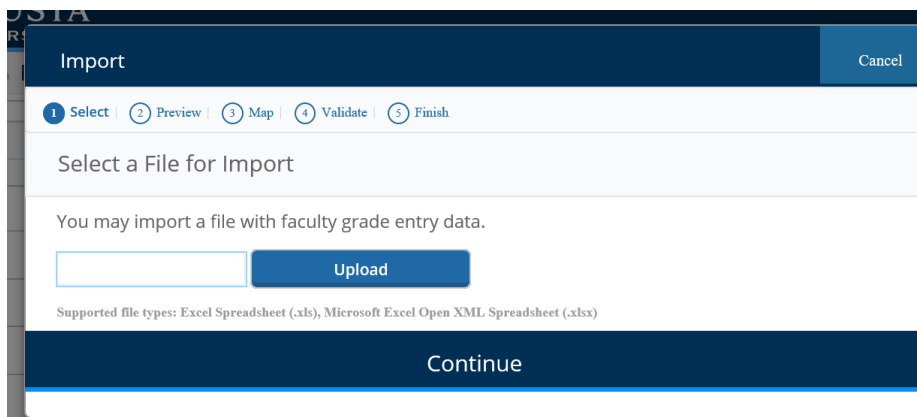 USTA
Import
Cancel
1 Select 2 Preview 3 Map 4 Validate 5 Finish
Select a File for Import
You may import a file with faculty grade entry data.
Upload
Supported file types: Excel Spreadsheet (.xls), Microsoft Excel Open XML Spreadsheet (.xlsx)
Continue